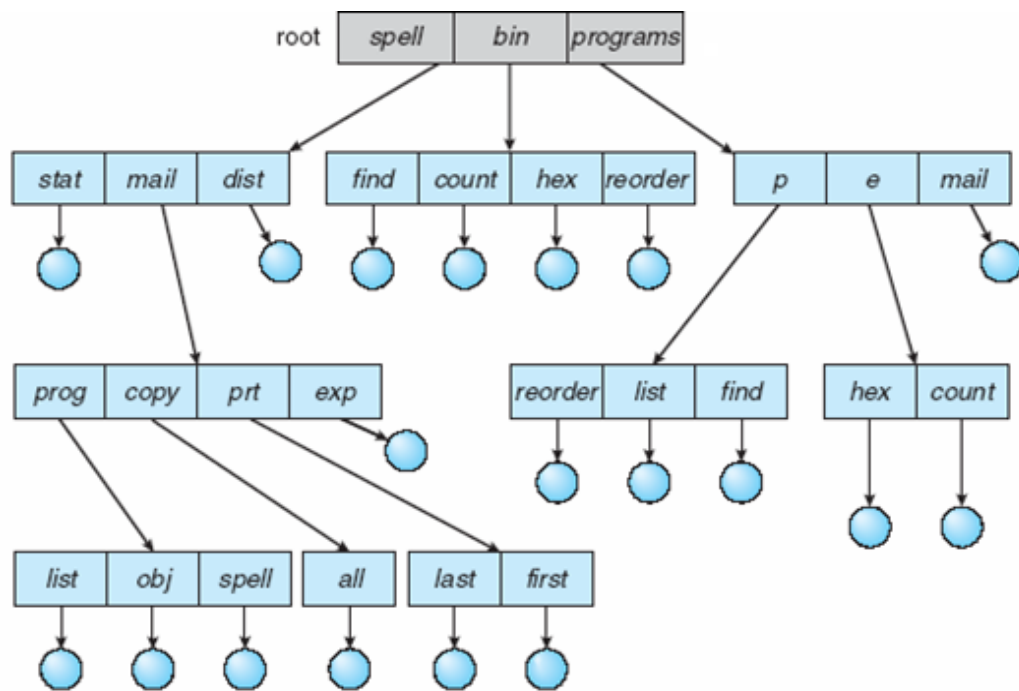 root spell bin programs
stat mail dist find count hex reorder p e mail
prog copy prt exp reorder list find hex count
list obj spell all last first